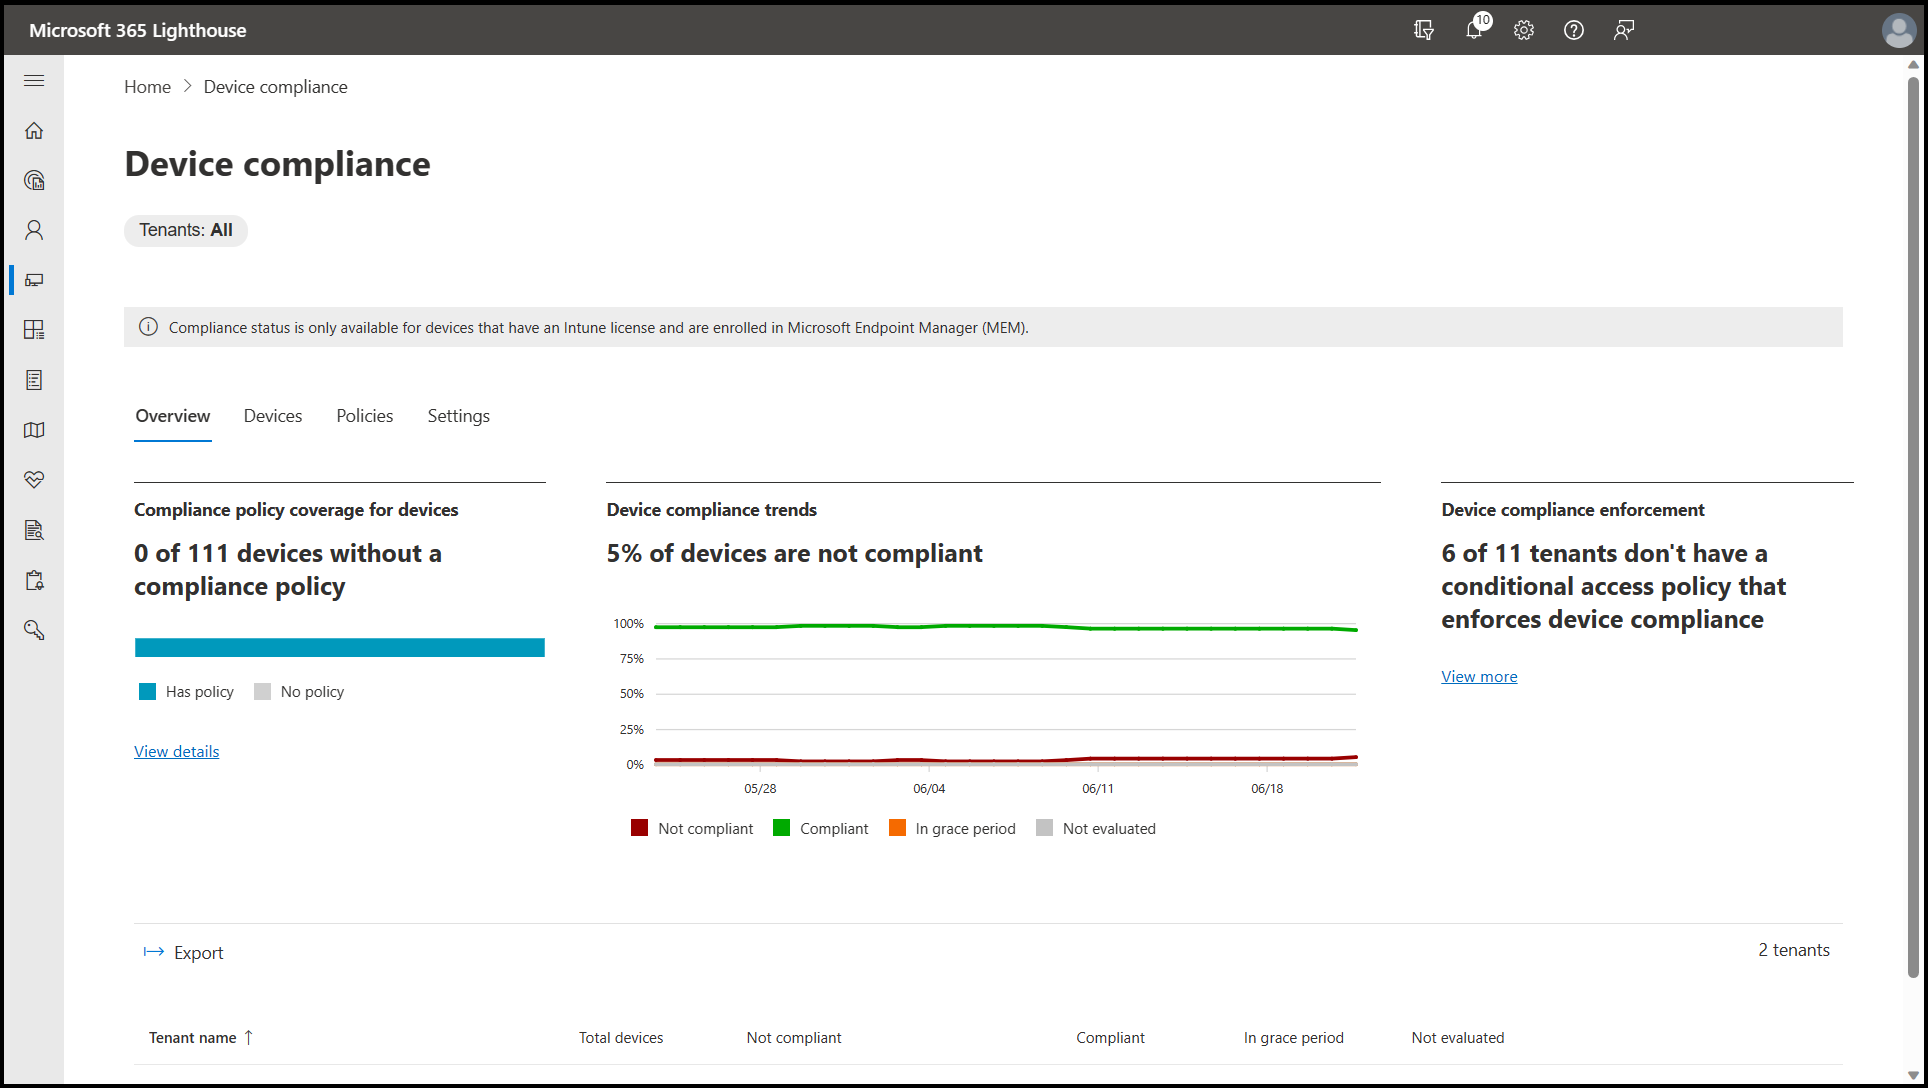 Microsoft 365 Lighthouse
10
Home > Device compliance
Device compliance
Tenants: All
Compliance status is only available for devices that have an Intune license and are enrolled in Microsoft Endpoint Manager (MEM).
Overview Devices Policies Settings
Compliance policy coverage for devices
0 of 111 devices without a
compliance policy
Has policy No policy
View details
Device compliance trends
5% of devices are not compliant
100%
75%
50%
25%
0%
05/28 06/04 06/11 06/18
Not compliant Compliant In grace period Not evaluated
Device compliance enforcement
6 of 11 tenants don't have a
conditional access policy that
enforces device compliance
View more
Export 2 tenants
Tenant name ↑ Total devices Not compliant Compliant In grace period Not evaluated